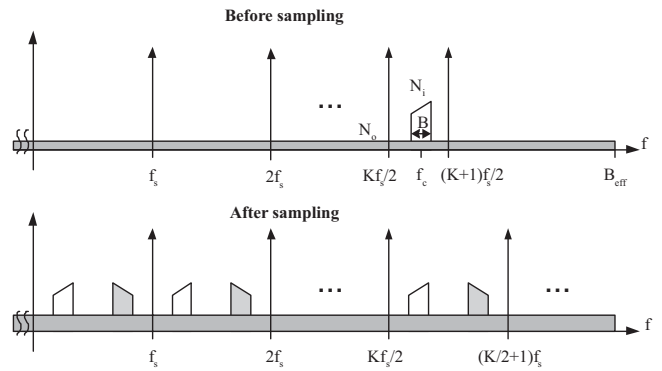 Before sampling
N_i
...
N_o B
f
f_s 2f_s Kf_s/2 f_c (K+1)f_s/2 B_eff
After sampling
... ...
f
f_s 2f_s Kf_s/2 (K/2+1)f_s